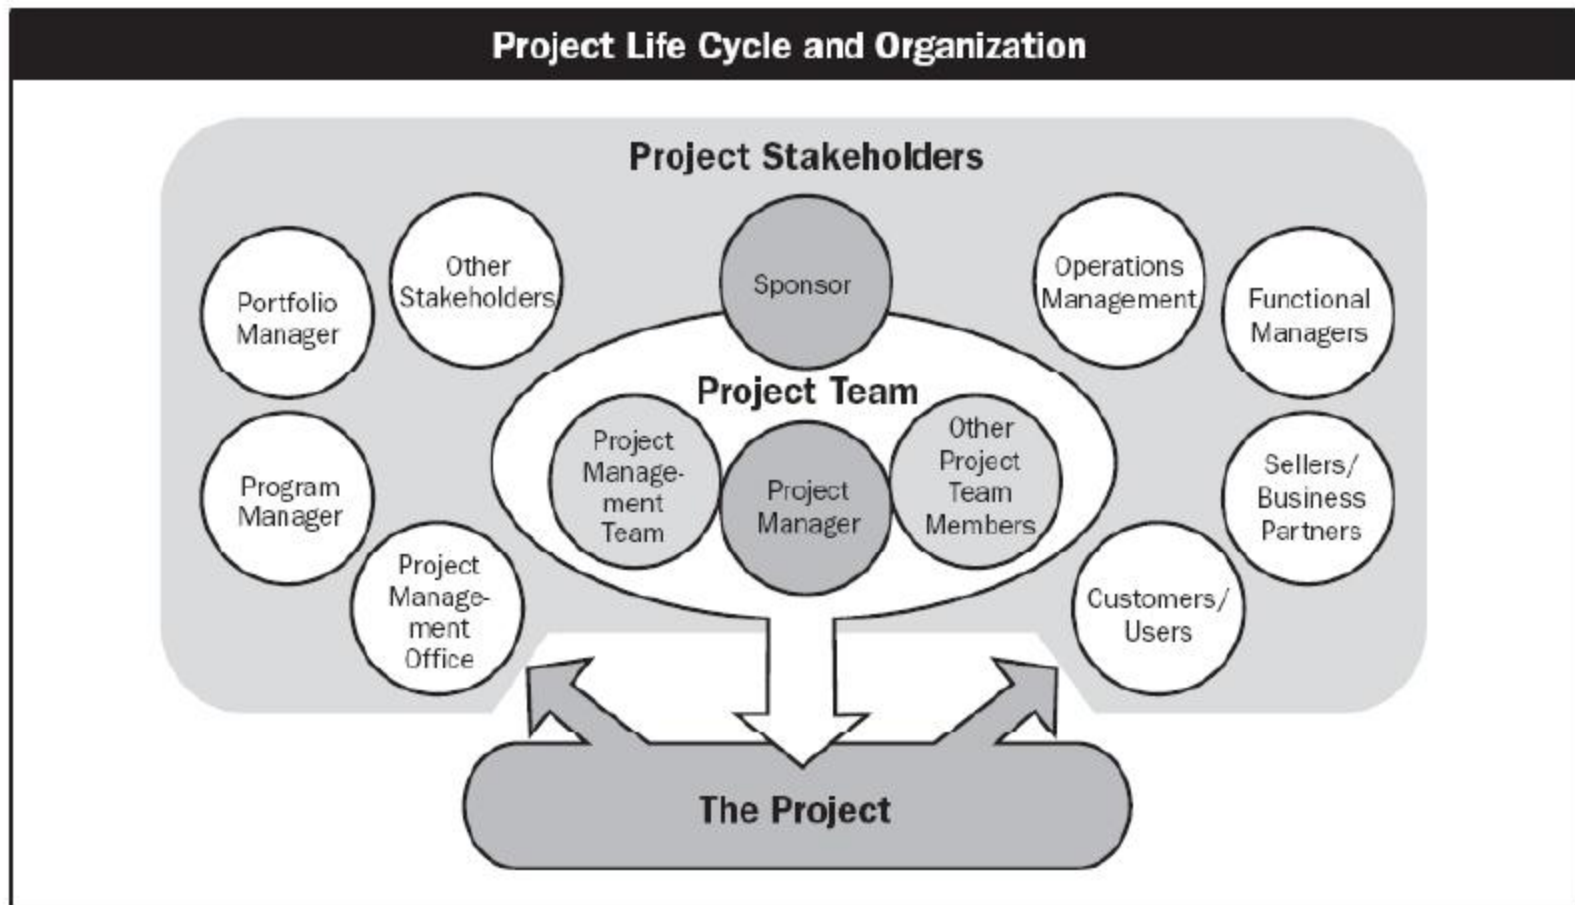 Project Life Cycle and Organization
Project Stakeholders
Portfolio
Manager
Other
Stakeholders
Sponsor
Operations
Management
Functional
Managers
Program
Manager
Project
Manage-
ment
Office
Project Team
Project
Manage-
ment
Team
Project
Manager
Other
Project
Team
Members
Sellers/
Business
Partners
Customers/
Users
The Project